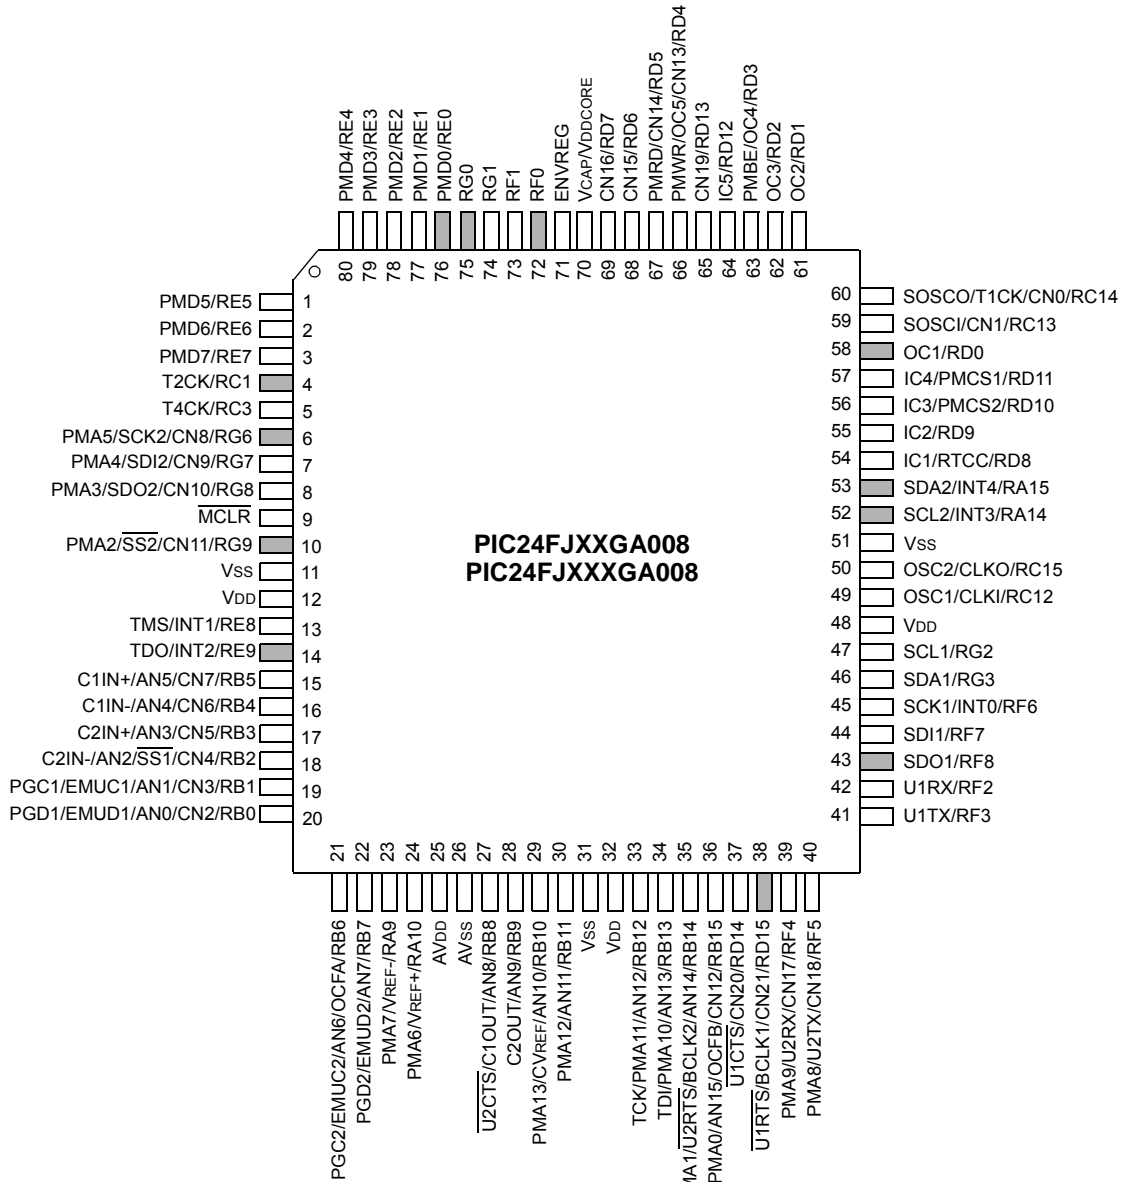 PMD4/RE4
PMD3/RE3
PMD2/RE2
PMD1/RE1
PMD0/RE0
RG0
RG1
RF1
RF0
ENVREG
VCAP/VDDCORE
CN16/RD7
CN15/RD6
PMRD/CN14/RD5
PMWR/OC5/CN13/RD4
CN19/RD13
IC5/RD12
PMBE/OC4/RD3
OC3/RD2
OC2/RD1
80 79 78 77 76 75 74 73 72 71 70 69 68 67 66 65 64 63 62 61
PMD5/RE5 1
PMD6/RE6 2
PMD7/RE7 3
T2CK/RC1 4
T4CK/RC3 5
PMA5/SCK2/CN8/RG6 6
PMA4/SDI2/CN9/RG7 7
PMA3/SDO2/CN10/RG8 8
MCLR 9
PMA2/SS2/CN11/RG9 10
VSS 11
VDD 12
TMS/INT1/RE8 13
TDO/INT2/RE9 14
C1IN+/AN5/CN7/RB5 15
C1IN-/AN4/CN6/RB4 16
C2IN+/AN3/CN5/RB3 17
C2IN-/AN2/SS1/CN4/RB2 18
PGC1/EMUC1/AN1/CN3/RB1 19
PGD1/EMUD1/AN0/CN2/RB0 20
PIC24FJXXGA008
PIC24FJXXXGA008
60 SOSCO/T1CK/CN0/RC14
59 SOSCI/CN1/RC13
58 OC1/RD0
57 IC4/PMCS1/RD11
56 IC3/PMCS2/RD10
55 IC2/RD9
54 IC1/RTCC/RD8
53 SDA2/INT4/RA15
52 SCL2/INT3/RA14
51 VSS
50 OSC2/CLKO/RC15
49 OSC1/CLKI/RC12
48 VDD
47 SCL1/RG2
46 SDA1/RG3
45 SCK1/INT0/RF6
44 SDI1/RF7
43 SDO1/RF8
42 U1RX/RF2
41 U1TX/RF3
21 22 23 24 25 26 27 28 29 30 31 32 33 34 35 36 37 38 39 40
PGC2/EMUC2/AN6/OCFA/RB6
PGD2/EMUD2/AN7/RB7
PMA7/VREF-/RA9
PMA6/VREF+/RA10
AVDD
AVSS
U2CTS/C1OUT/AN8/RB8
C2OUT/AN9/RB9
PMA13/CVREF/AN10/RB10
PMA12/AN11/RB11
VSS
VDD
TCK/PMA11/AN12/RB12
TDI/PMA10/AN13/RB13
MA1/U2RTS/BCLK2/AN14/RB14
PMA0/AN15/OCFB/CN12/RB15
U1CTS/CN20/RD14
U1RTS/BCLK1/CN21/RD15
PMA9/U2RX/CN17/RF4
PMA8/U2TX/CN18/RF5